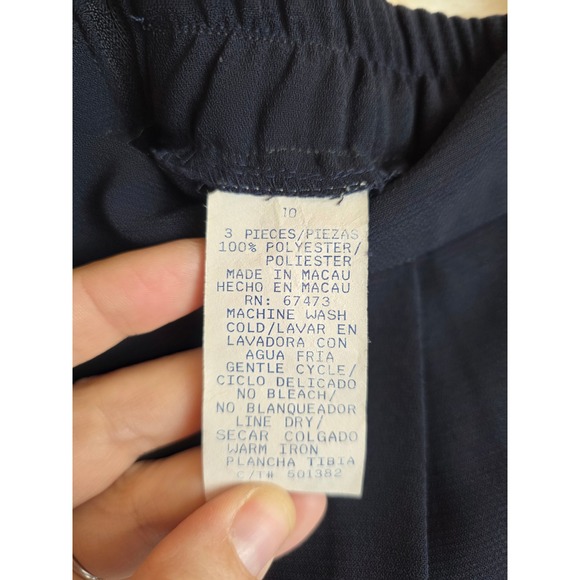 10
3 PIECES/PIEZAS
100% POLYESTER/
POLIESTER
MADE IN MACAU
HECHO EN MACAU
RN: 67473
MACHINE WASH
COLD/LAVAR EN
LAVADORA CON
AGUA FRIA
GENTLE CYCLE/
CICLO DELICADO
NO BLEACH/
NO BLANQUEADOR
LINE DRY/
SECAR COLGADO
WARM IRON
PLANCHA TIBIA
C/T# 501382